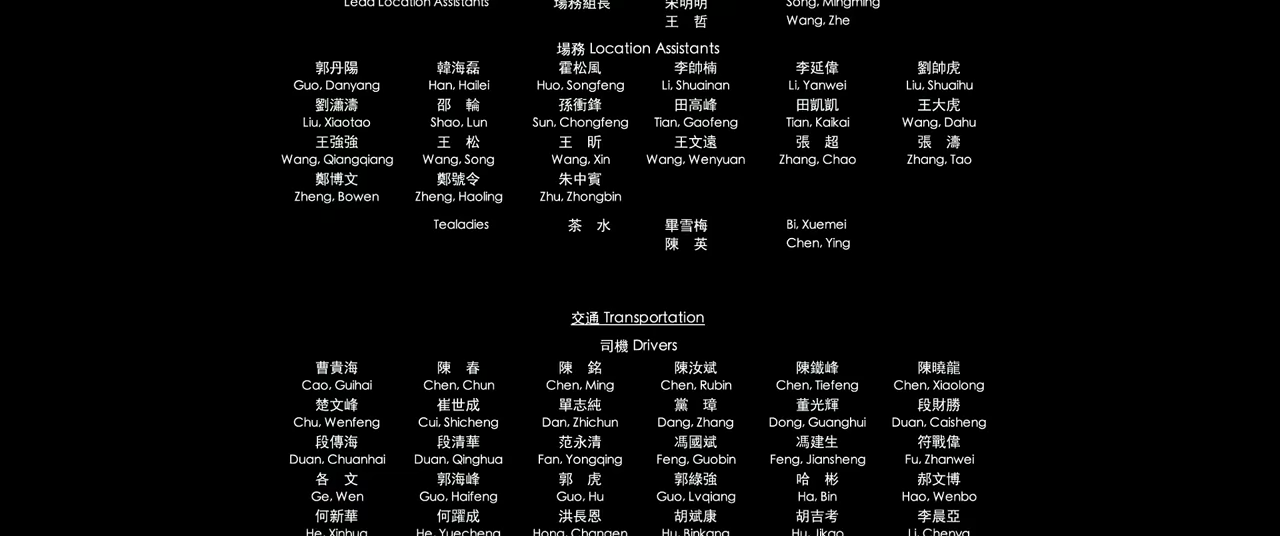 Lead Location Assistants 場務組長 宋明明 Song, Mingming
王 哲 Wang, Zhe
場務 Location Assistants
郭丹陽 韓海磊 霍松風 李帥楠 李延偉 劉帥虎
Guo, Danyang Han, Hailei Huo, Songfeng Li, Shuainan Li, Yanwei Liu, Shuaihu
劉瀟濤 邵 輪 孫衝鋒 田高峰 田凱凱 王大虎
Liu, Xiaotao Shao, Lun Sun, Chongfeng Tian, Gaofeng Tian, Kaikai Wang, Dahu
王強強 王 松 王 昕 王文遠 張 超 張 濤
Wang, Qiangqiang Wang, Song Wang, Xin Wang, Wenyuan Zhang, Chao Zhang, Tao
鄭博文 鄭號令 朱中賓
Zheng, Bowen Zheng, Haoling Zhu, Zhongbin
Tealadies 茶 水 畢雪梅 Bi, Xuemei
陳 英 Chen, Ying
交通 Transportation
司機 Drivers
曹貴海 陳 春 陳 銘 陳汝斌 陳鐵峰 陳曉龍
Cao, Guihai Chen, Chun Chen, Ming Chen, Rubin Chen, Tiefeng Chen, Xiaolong
楚文峰 崔世成 單志純 黨 璋 董光輝 段財勝
Chu, Wenfeng Cui, Shicheng Dan, Zhichun Dang, Zhang Dong, Guanghui Duan, Caisheng
段傳海 段清華 范永清 馮國斌 馮建生 符戰偉
Duan, Chuanhai Duan, Qinghua Fan, Yongqing Feng, Guobin Feng, Jiansheng Fu, Zhanwei
各 文 郭海峰 郭 虎 郭綠強 哈 彬 郝文博
Ge, Wen Guo, Haifeng Guo, Hu Guo, Lvqiang Ha, Bin Hao, Wenbo
何新華 何躍成 洪長恩 胡斌康 胡吉考 李晨亞
He, Xinhua He, Yuecheng Hong, Changen Hu, Binkang Hu, Jikao Li, Chenya